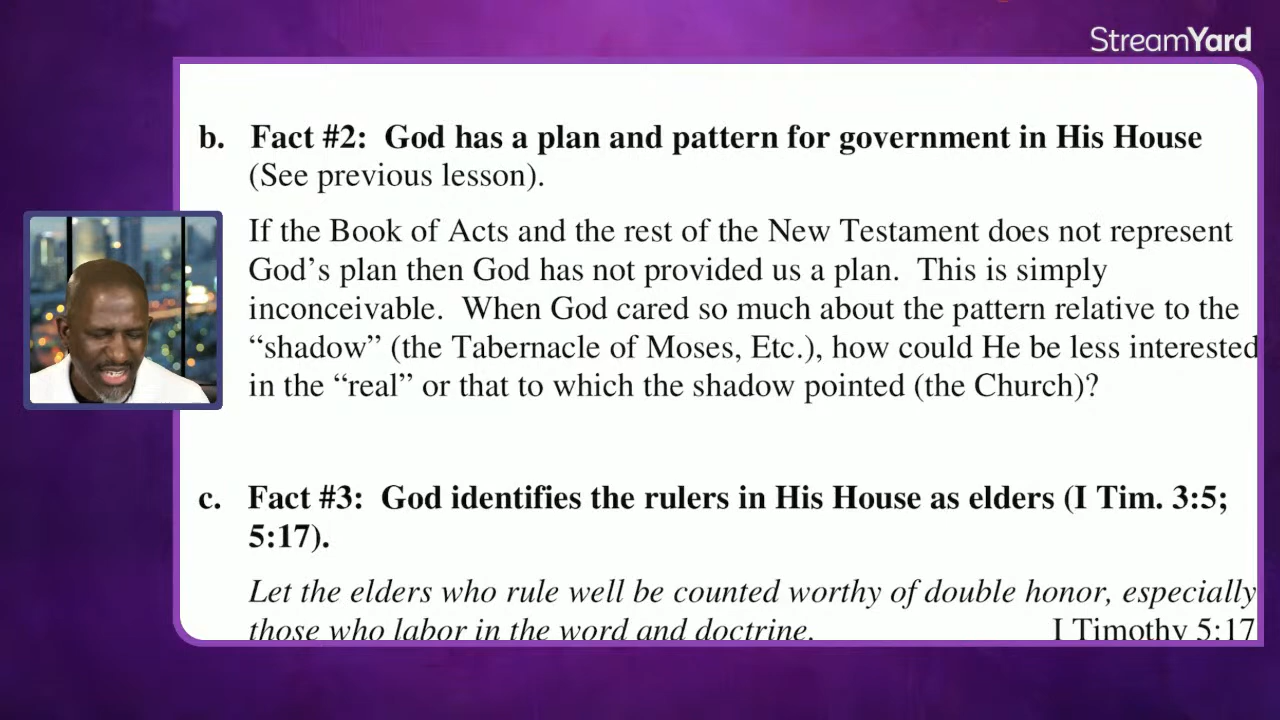 StreamYard
b. Fact #2: God has a plan and pattern for government in His House
(See previous lesson).
If the Book of Acts and the rest of the New Testament does not represent
God’s plan then God has not provided us a plan. This is simply
inconceivable. When God cared so much about the pattern relative to the
“shadow” (the Tabernacle of Moses, Etc.), how could He be less interested
in the “real” or that to which the shadow pointed (the Church)?
c. Fact #3: God identifies the rulers in His House as elders (I Tim. 3:5;
5:17).
Let the elders who rule well be counted worthy of double honor, especially
those who labor in the word and doctrine. I Timothy 5:17